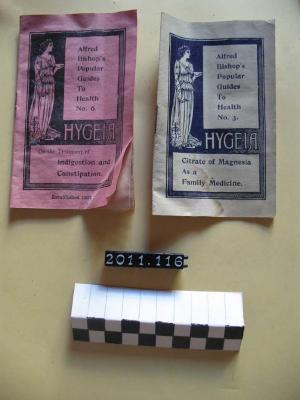 Alfred
Bishop's
Popular
Guides
To
Health
No. 6.
HYGEIA
On the Treatment of
Indigestion and
Constipation.
Alfred
Bishop's
Popular
Guides
To
Health
No. 3.
HYGEIA
Citrate of Magnesia
As a
Family Medicine.
2011.116